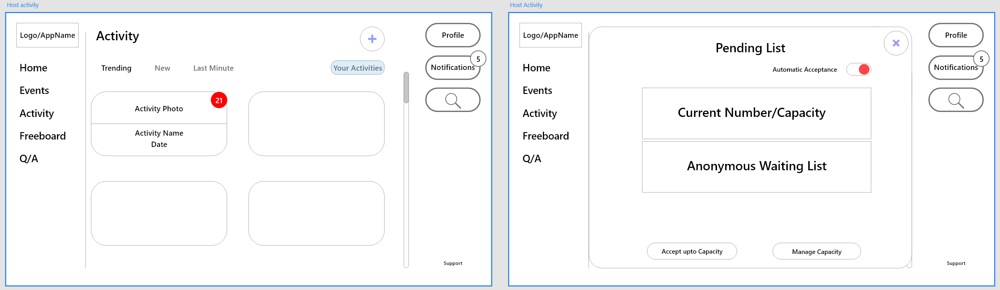 Host activity
Logo/AppName
Home
Events
Activity
Freeboard
Q/A
Activity
+
Trending
New
Last Minute
Your Activities
21
Activity Photo
Activity Name
Date
Profile
5
Notifications
Support
Host Activity
Logo/AppName
Home
Events
Activity
Freeboard
Q/A
Pending List
Automatic Acceptance
Current Number/Capacity
Anonymous Waiting List
Accept upto Capacity
Manage Capacity
Profile
5
Notifications
Support